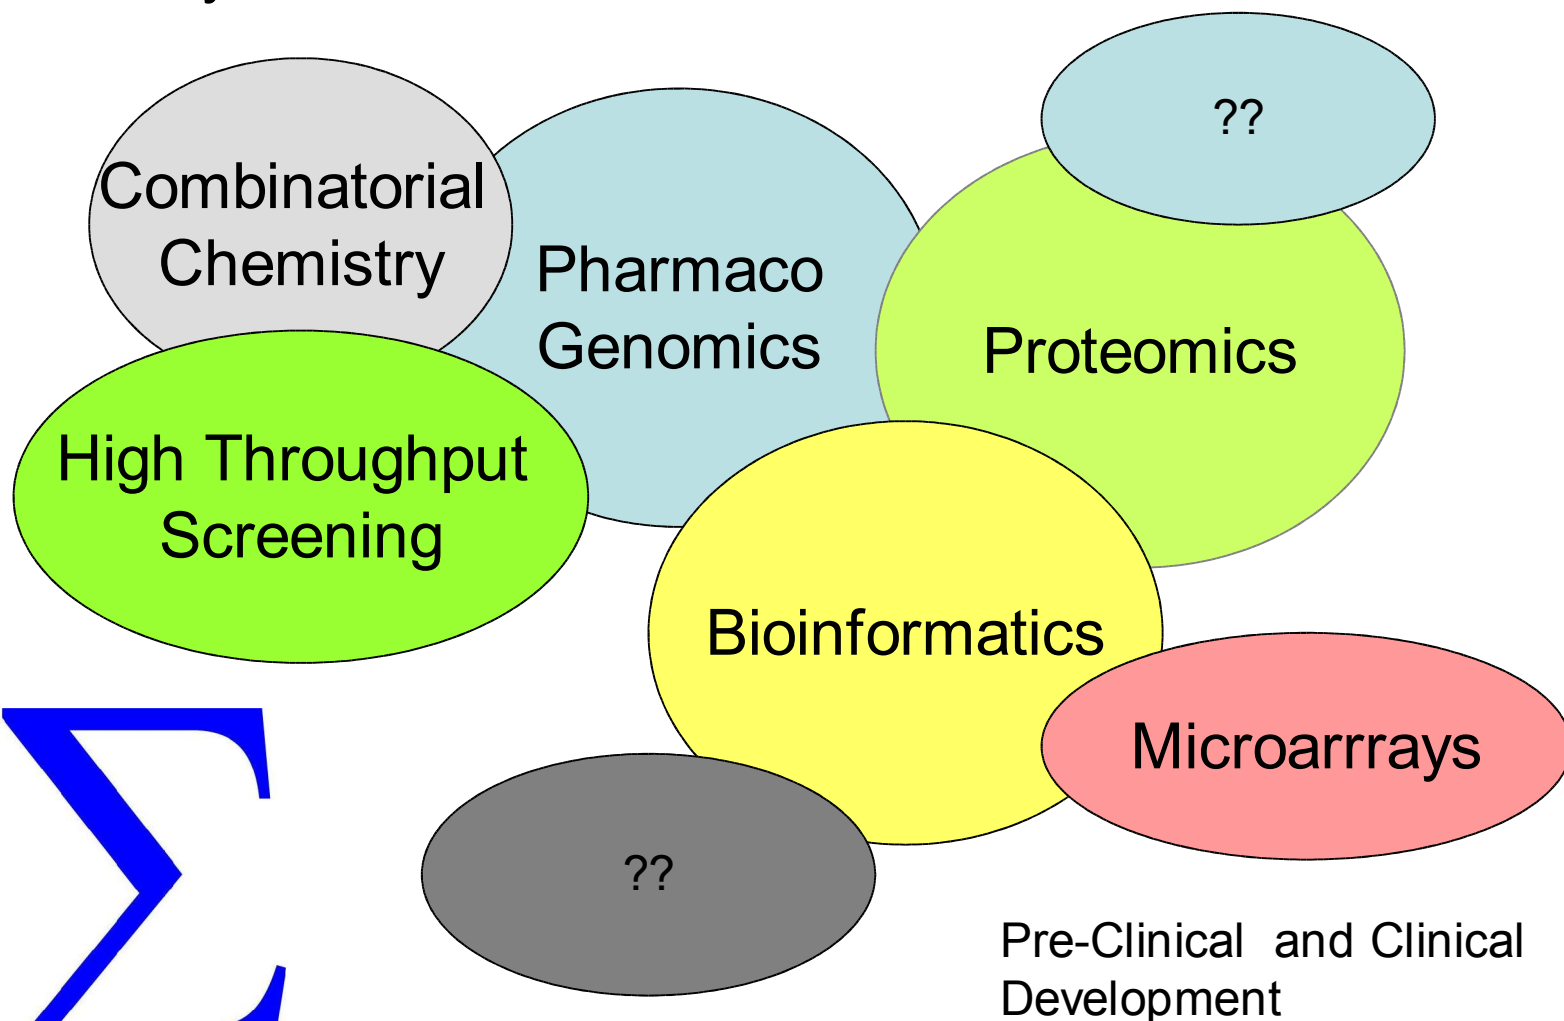 ??
Combinatorial
Chemistry
Pharmaco
Genomics
Proteomics
High Throughput
Screening
Bioinformatics
Microarrrays
??
Σ
Pre-Clinical and Clinical
Development